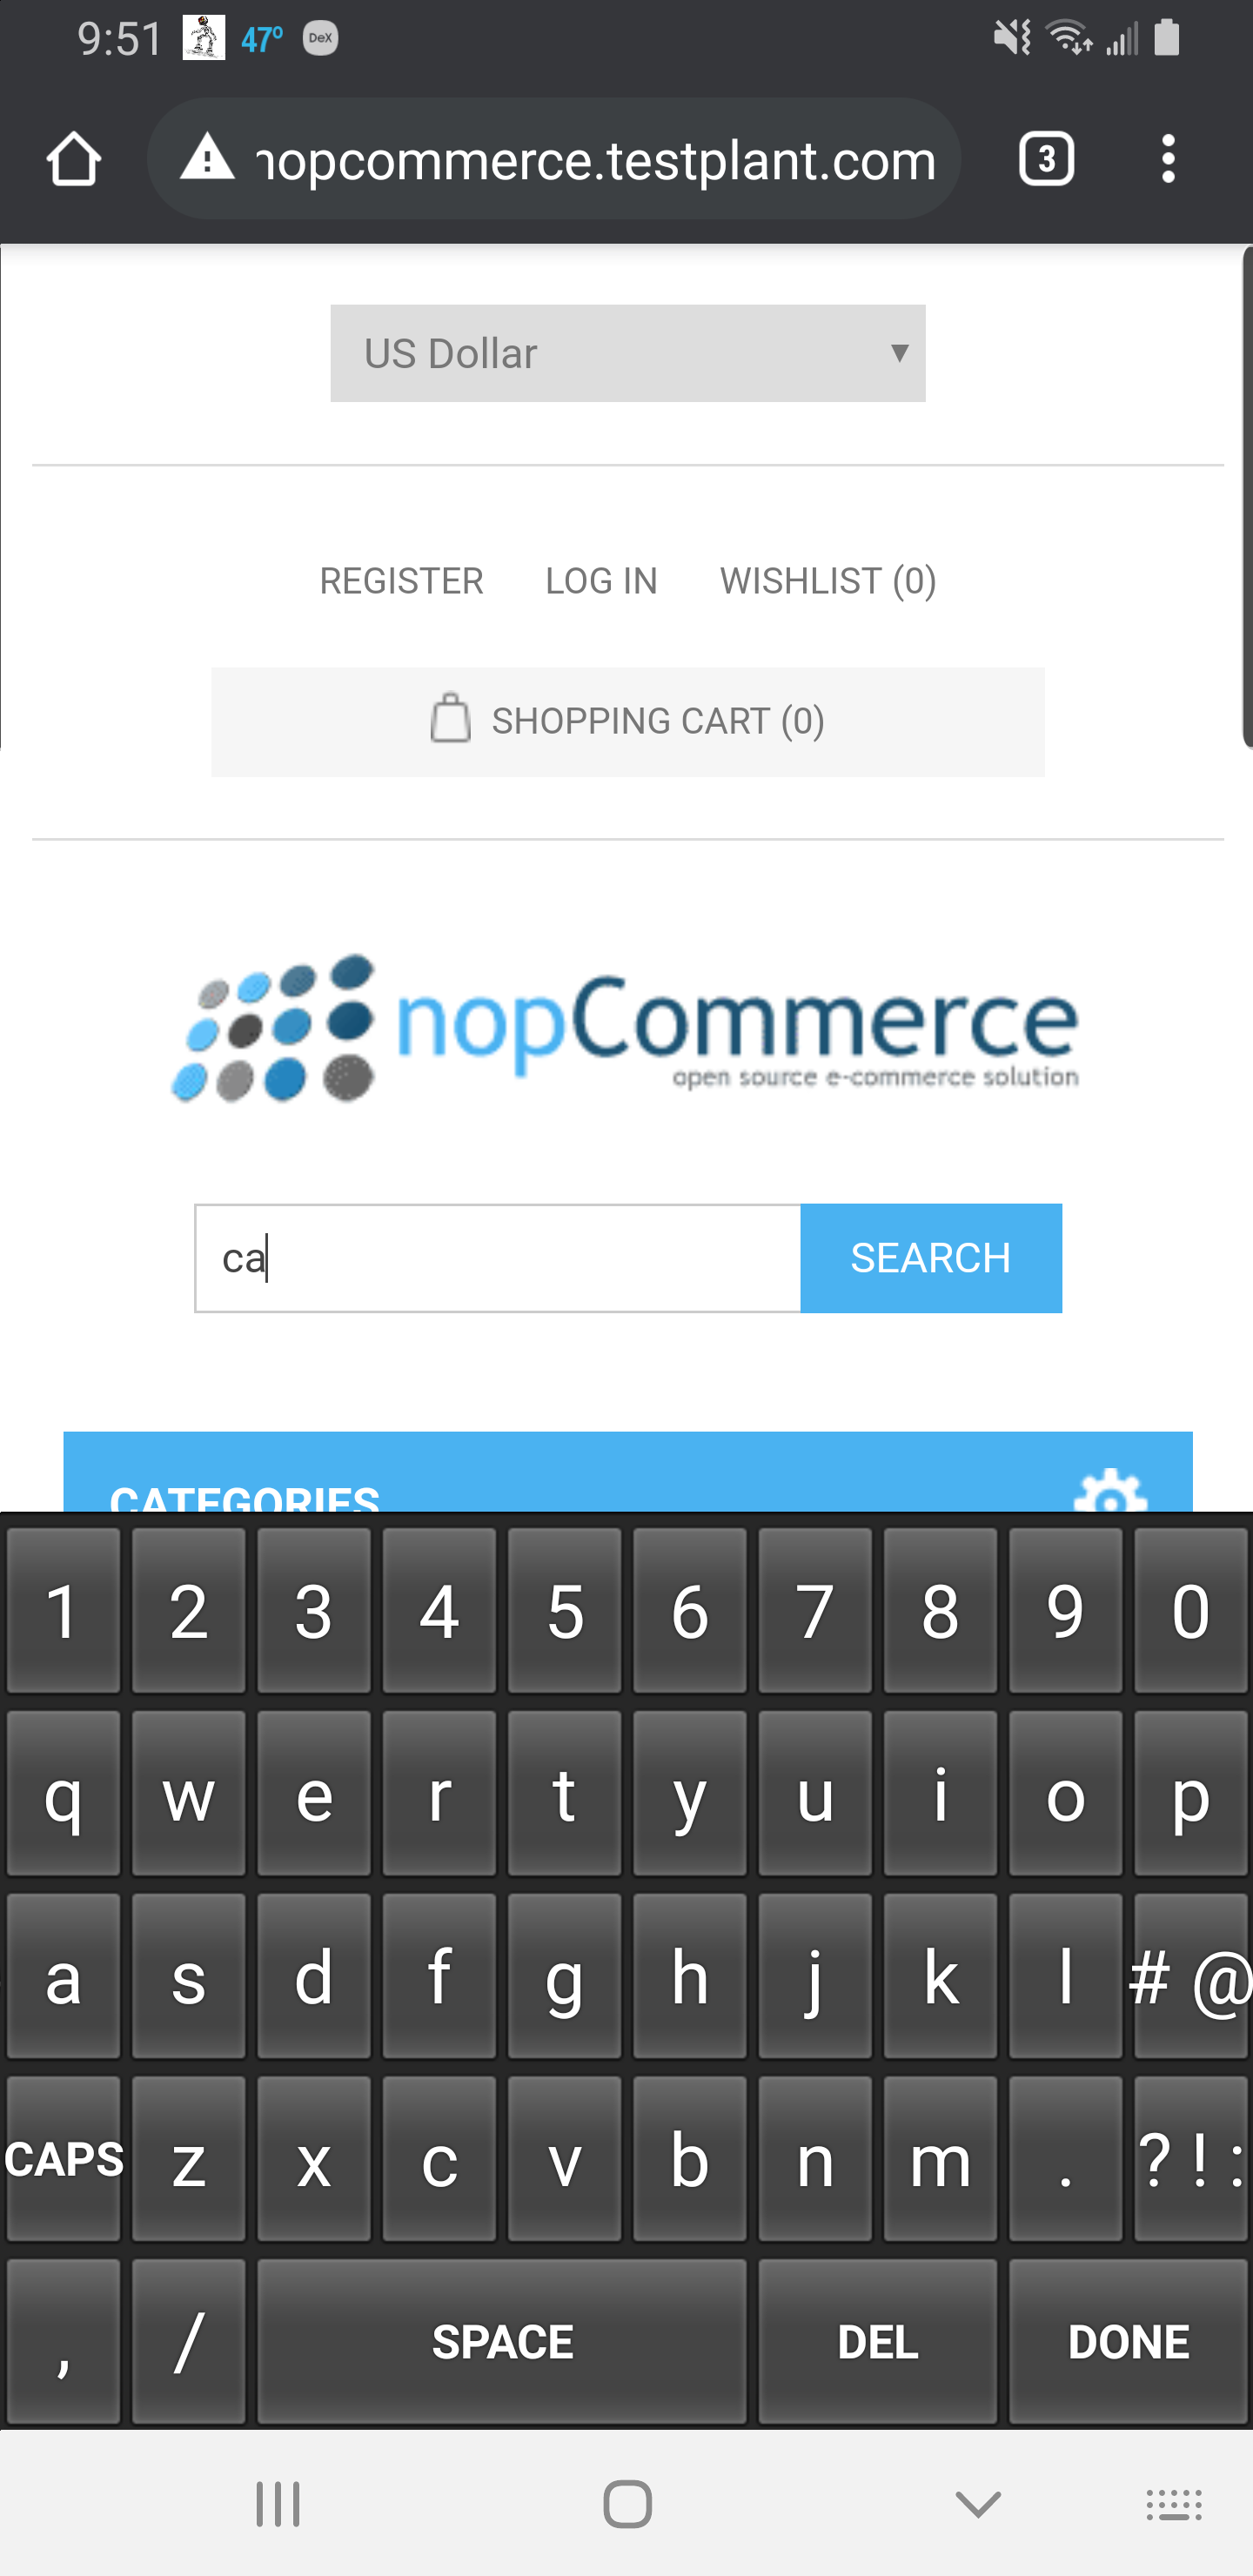 9:51 47° DeX
nopcommerce.testplant.com 3
US Dollar
REGISTER LOG IN WISHLIST (0)
SHOPPING CART (0)
nopCommerce
open source e-commerce solution
ca SEARCH
CATEGORIES
1 2 3 4 5 6 7 8 9 0
q w e r t y u i o p
a s d f g h j k l # @
CAPS z x c v b n m . ? ! :
, / SPACE DEL DONE